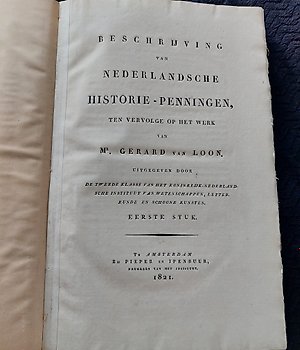 BESCHRIJVING
VAN
NEDERLANDSCHE
HISTORIE-PENNINGEN,
TEN VERVOLGE OP HET WERK
VAN
Mr. GERARD VAN LOON,
UITGEGEVEN DOOR
DE TWEEDE KLASSE VAN HET KONINKLIJK-NEDERLAND-
SCHE INSTITUUT VAN WETENSCHAPPEN, LETTER-
KUNDE EN SCHOONE KUNSTEN.
EERSTE STUK.
Te AMSTERDAM
Bij PIEPER EN IPENBUUR,
DRUKKERS VAN HET INSTITUUT.
1821.